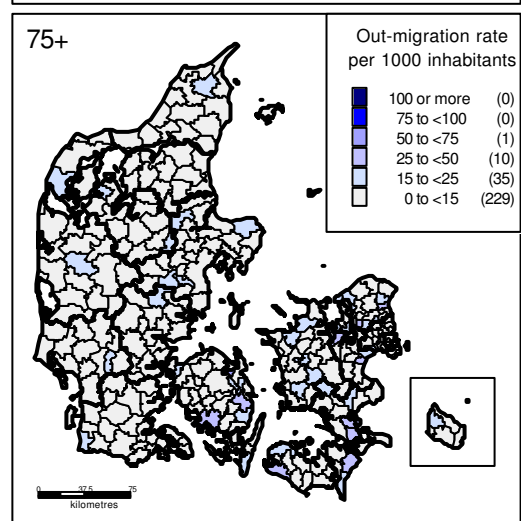 75+
Out-migration rate
per 1000 inhabitants
100 or more (0)
75 to <100 (0)
50 to <75 (1)
25 to <50 (10)
15 to <25 (35)
0 to <15 (229)
0 37.5 75
kilometres